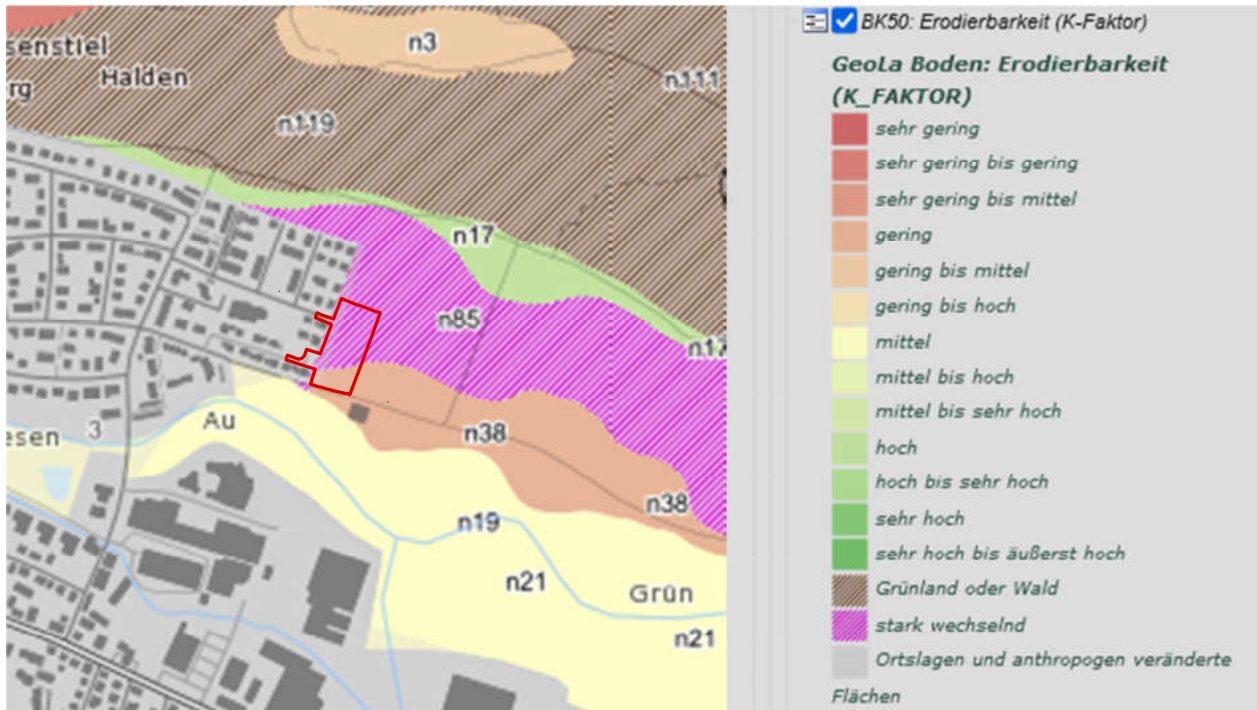 senstiel
rg
Halden
n3
n111
n119
n17
n85
n17
Au
esen
3
n38
n38
n19
n21
Grün
n21
BK50: Erodierbarkeit (K-Faktor)
GeoLa Boden: Erodierbarkeit
(K_FAKTOR)
sehr gering
sehr gering bis gering
sehr gering bis mittel
gering
gering bis mittel
gering bis hoch
mittel
mittel bis hoch
mittel bis sehr hoch
hoch
hoch bis sehr hoch
sehr hoch
sehr hoch bis äußerst hoch
Grünland oder Wald
stark wechselnd
Ortslagen und anthropogen veränderte
Flächen